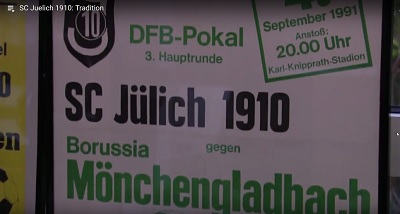 SC Juelich 1910: Tradition
10
DFB-Pokal
3. Hauptrunde
September 1991
Anstoß:
20.00 Uhr
Karl-Knipprath-Stadion
SC Jülich 1910
Borussia gegen
Mönchengladbach